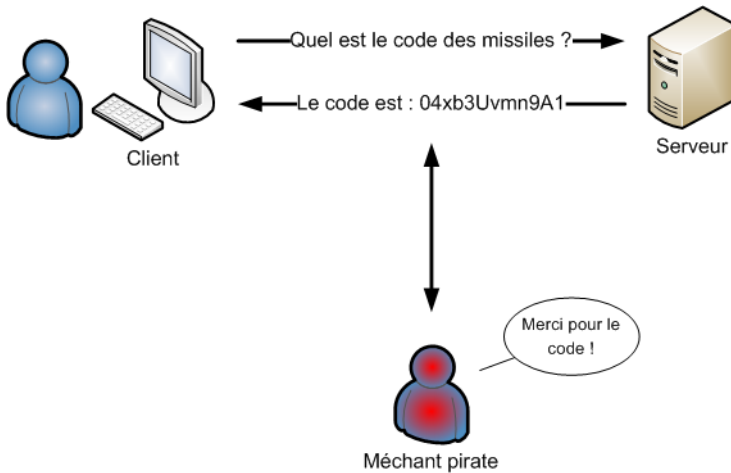 Quel est le code des missiles ?
Le code est : 04xb3Uvmn9A1
Client
Serveur
Merci pour le
code !
Méchant pirate